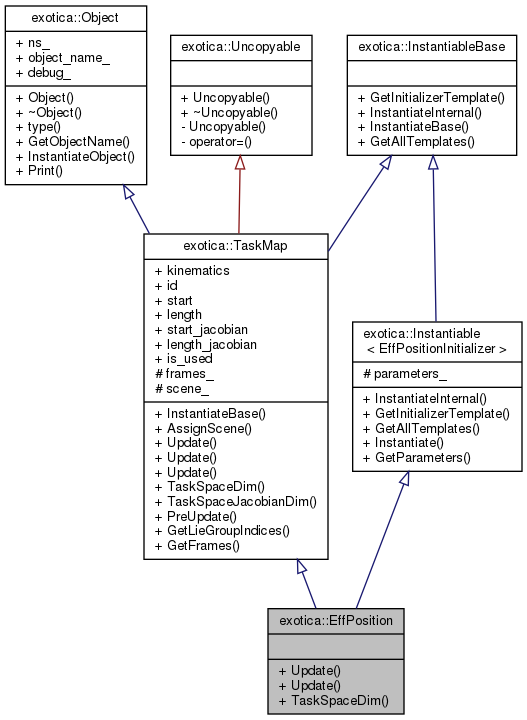 exotica::Object
+ ns_
+ object_name_
+ debug_
+ Object()
+ ~Object()
+ type()
+ GetObjectName()
+ InstantiateObject()
+ Print()
exotica::Uncopyable
+ Uncopyable()
+ ~Uncopyable()
- Uncopyable()
- operator=()
exotica::InstantiableBase
+ GetInitializerTemplate()
+ InstantiateInternal()
+ InstantiateBase()
+ GetAllTemplates()
exotica::TaskMap
+ kinematics
+ id
+ start
+ length
+ start_jacobian
+ length_jacobian
+ is_used
# frames_
# scene_
+ InstantiateBase()
+ AssignScene()
+ Update()
+ Update()
+ Update()
+ TaskSpaceDim()
+ TaskSpaceJacobianDim()
+ PreUpdate()
+ GetLieGroupIndices()
+ GetFrames()
exotica::Instantiable
< EffPositionInitializer >
# parameters_
+ InstantiateInternal()
+ GetInitializerTemplate()
+ GetAllTemplates()
+ Instantiate()
+ GetParameters()
exotica::EffPosition
+ Update()
+ Update()
+ TaskSpaceDim()